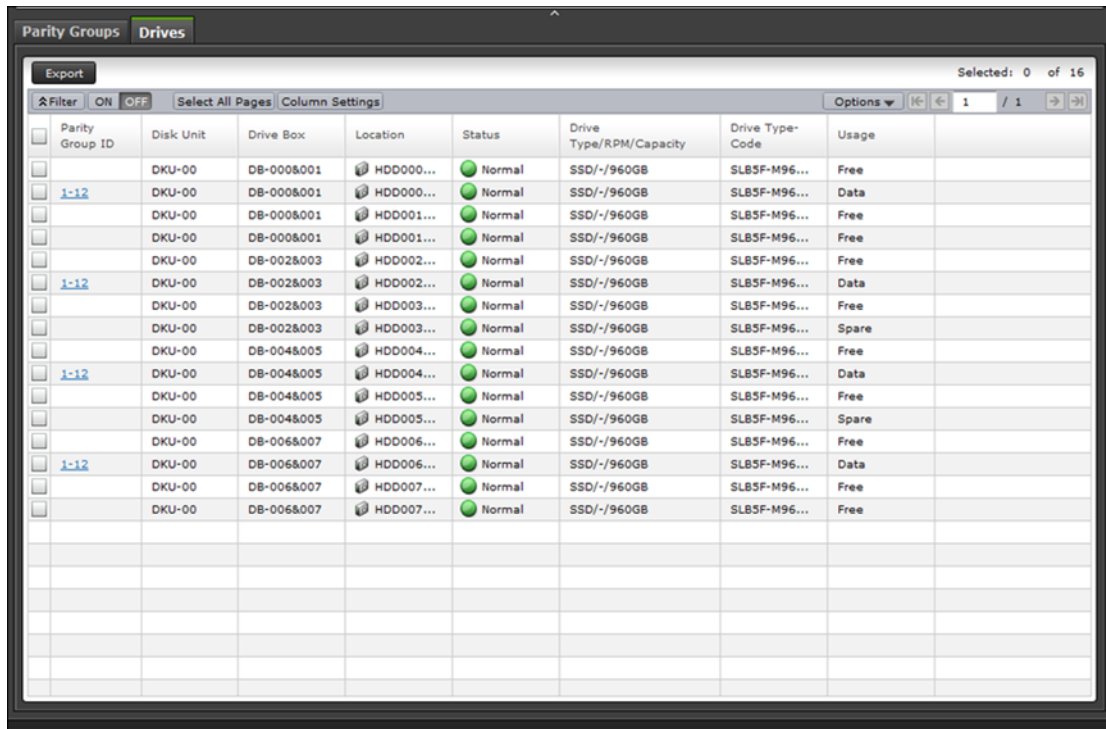 Parity Groups Drives
Export Selected: 0 of 16
Filter ON OFF Select All Pages Column Settings Options 1 / 1
Parity Group ID Disk Unit Drive Box Location Status Drive Type/RPM/Capacity Drive Type-Code Usage
DKU-00 DB-000&001 HDD000... Normal SSD/-/960GB SLB5F-M96... Free
1-12 DKU-00 DB-000&001 HDD000... Normal SSD/-/960GB SLB5F-M96... Data
DKU-00 DB-000&001 HDD001... Normal SSD/-/960GB SLB5F-M96... Free
DKU-00 DB-000&001 HDD001... Normal SSD/-/960GB SLB5F-M96... Free
DKU-00 DB-002&003 HDD002... Normal SSD/-/960GB SLB5F-M96... Free
1-12 DKU-00 DB-002&003 HDD002... Normal SSD/-/960GB SLB5F-M96... Data
DKU-00 DB-002&003 HDD003... Normal SSD/-/960GB SLB5F-M96... Free
DKU-00 DB-002&003 HDD003... Normal SSD/-/960GB SLB5F-M96... Spare
DKU-00 DB-004&005 HDD004... Normal SSD/-/960GB SLB5F-M96... Free
1-12 DKU-00 DB-004&005 HDD004... Normal SSD/-/960GB SLB5F-M96... Data
DKU-00 DB-004&005 HDD005... Normal SSD/-/960GB SLB5F-M96... Free
DKU-00 DB-004&005 HDD005... Normal SSD/-/960GB SLB5F-M96... Spare
DKU-00 DB-006&007 HDD006... Normal SSD/-/960GB SLB5F-M96... Free
1-12 DKU-00 DB-006&007 HDD006... Normal SSD/-/960GB SLB5F-M96... Data
DKU-00 DB-006&007 HDD007... Normal SSD/-/960GB SLB5F-M96... Free
DKU-00 DB-006&007 HDD007... Normal SSD/-/960GB SLB5F-M96... Free